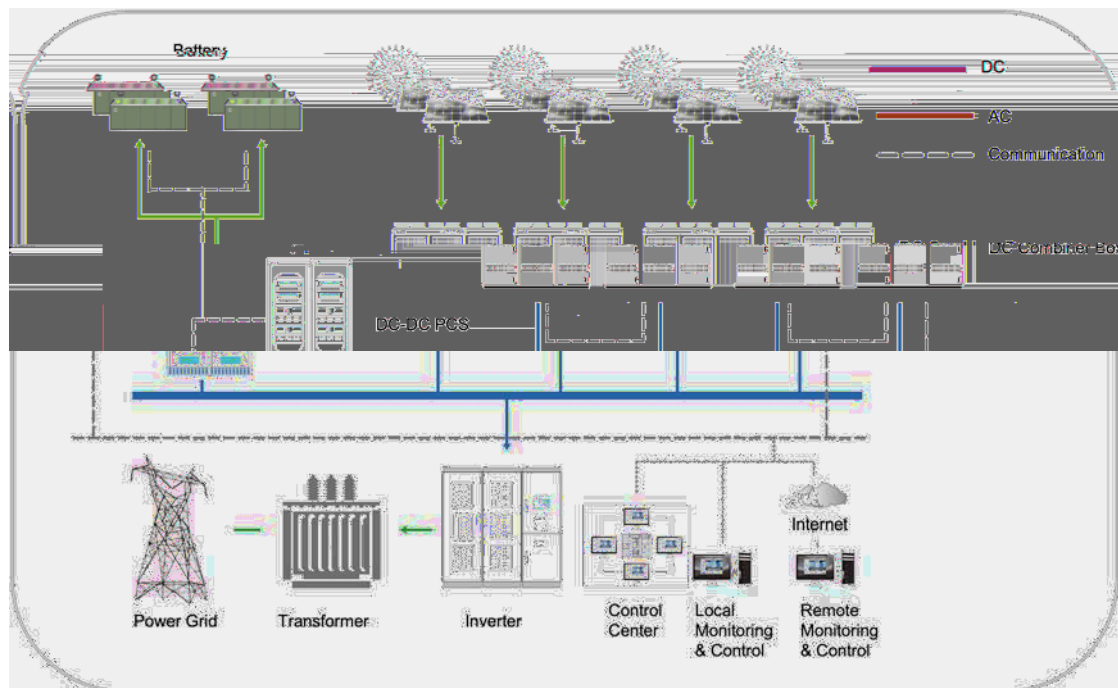 Battery
DC
AC
Communication
DC Combiner Box
DC-DC PCS
Power Grid
Transformer
Inverter
Control
Center
Local
Monitoring
& Control
Internet
Remote
Monitoring
& Control